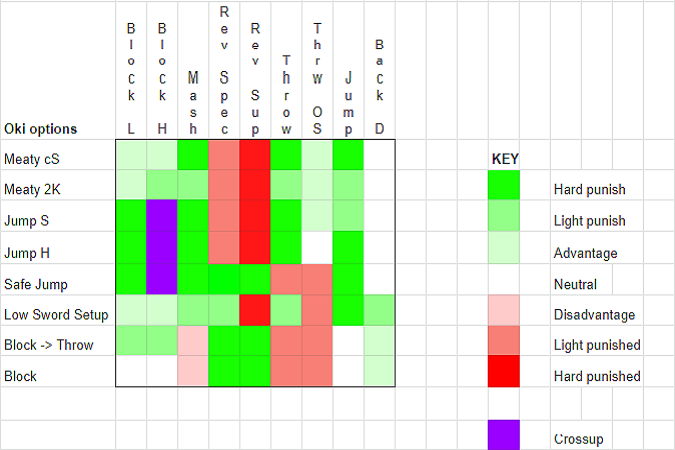 Oki options Block L Block H Mash Rev Spec Rev Sup Throw Thrw OS Jump Back D
Meaty cS KEY
Meaty 2K Hard punish
Jump S Light punish
Jump H Advantage
Safe Jump Neutral
Low Sword Setup Disadvantage
Block -> Throw Light punished
Block Hard punished
Crossup